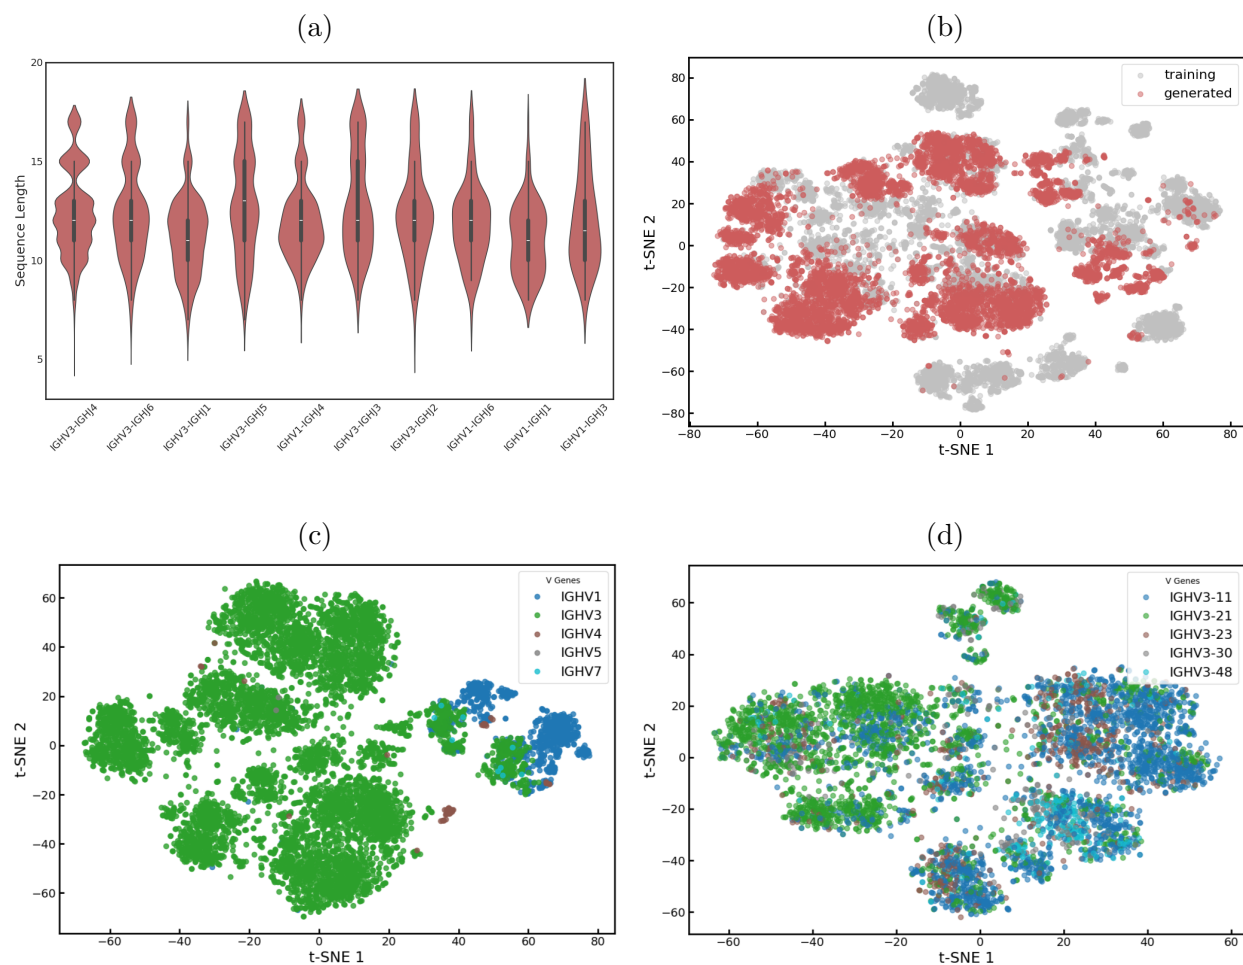 (a)
20
15
10
5
Sequence Length
IGHV3-IGHJ4
IGHV3-IGHJ6
IGHV3-IGHJ1
IGHV3-IGHJ5
IGHV1-IGHJ4
IGHV3-IGHJ3
IGHV3-IGHJ2
IGHV1-IGHJ6
IGHV1-IGHJ1
IGHV1-IGHJ3
(b)
training
generated
80
60
40
20
0
−20
−40
−60
−80
t-SNE 2
−80 −60 −40 −20 0 20 40 60 80
t-SNE 1
(c)
V Genes
IGHV1
IGHV3
IGHV4
IGHV5
IGHV7
60
40
20
0
−20
−40
−60
t-SNE 2
−60 −40 −20 0 20 40 60 80
t-SNE 1
(d)
V Genes
IGHV3-11
IGHV3-21
IGHV3-23
IGHV3-30
IGHV3-48
60
40
20
0
−20
−40
−60
t-SNE 2
−60 −40 −20 0 20 40 60
t-SNE 1